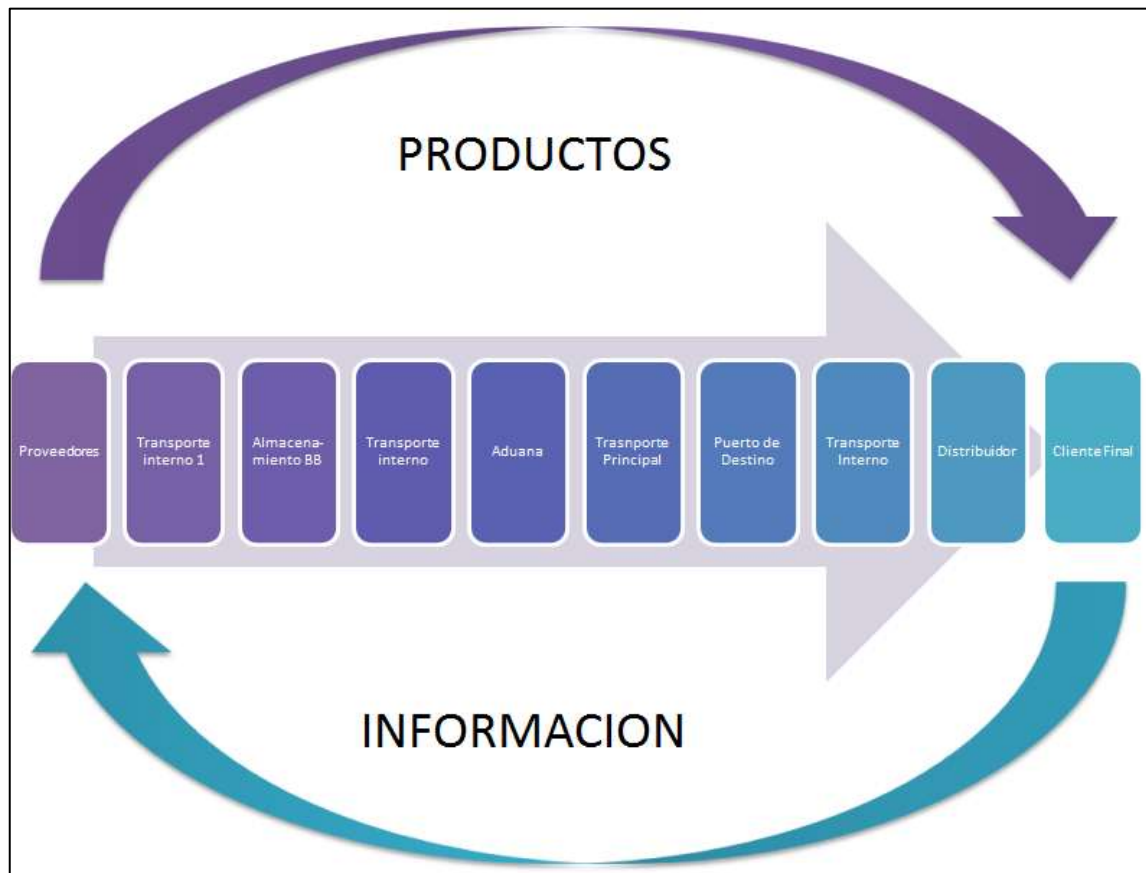 PRODUCTOS
Proveedores
Transporte
interno 1
Almacena-
miento BB
Transporte
interno
Aduana
Trasnporte
Principal
Puerto de
Destino
Transporte
Interno
Distribuidor
Cliente Final
INFORMACION